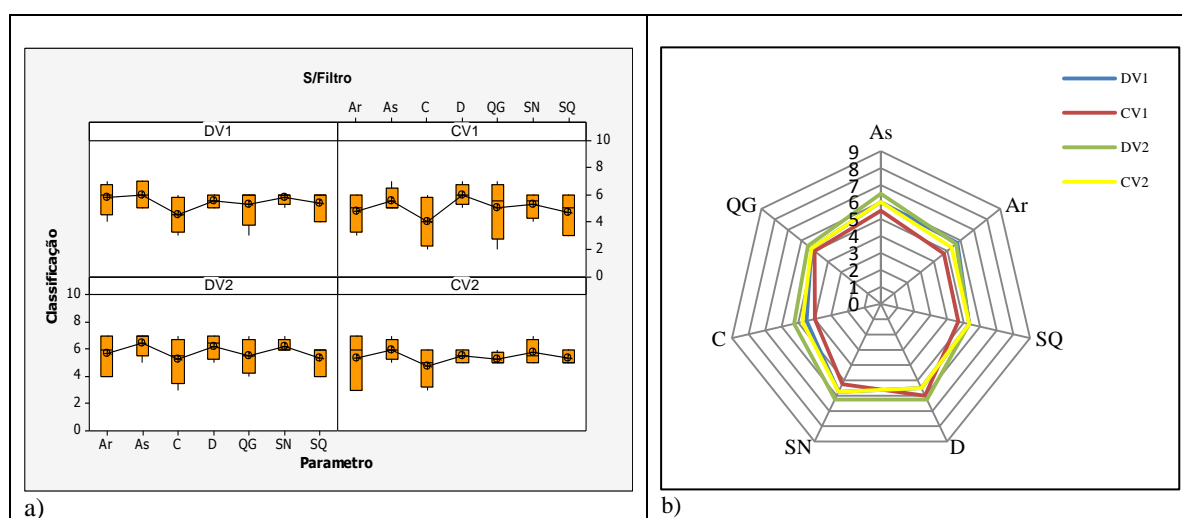 S/Filtro
Ar As C D QG SN SQ
DV1 CV1
10
8
6
4
2
0
DV2 CV2
10
8
6
4
2
0
Ar As C D QG SN SQ
Classificação
Parametro
a)
DV1
CV1
DV2
CV2
As
Ar
SQ
D
SN
C
QG
9
8
7
6
5
4
3
2
1
0
b)